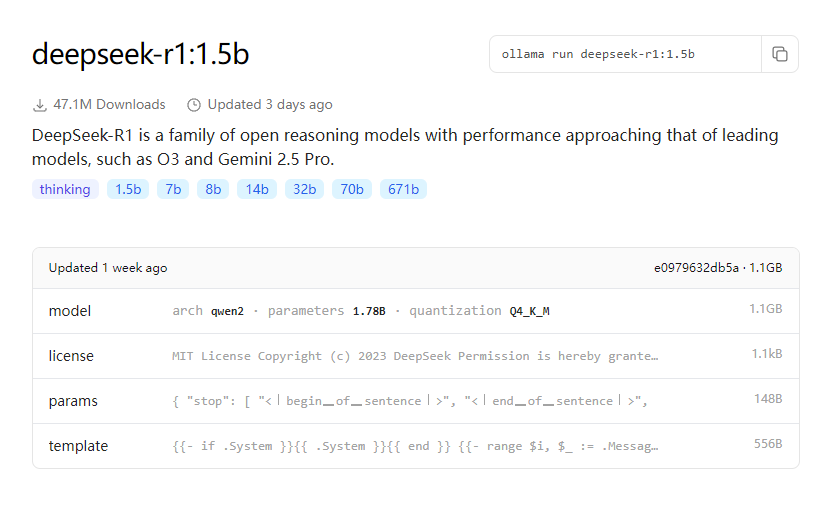 deepseek-r1:1.5b
ollama run deepseek-r1:1.5b
47.1M Downloads Updated 3 days ago
DeepSeek-R1 is a family of open reasoning models with performance approaching that of leading
models, such as O3 and Gemini 2.5 Pro.
thinking 1.5b 7b 8b 14b 32b 70b 671b
Updated 1 week ago e0979632db5a · 1.1GB
model arch qwen2 · parameters 1.78B · quantization Q4_K_M 1.1GB
license MIT License Copyright (c) 2023 DeepSeek Permission is hereby grante… 1.1kB
params { "stop": [ "<｜begin▁of▁sentence｜>", "<｜end▁of▁sentence｜>", 148B
template {{- if .System }}{{ .System }}{{ end }} {{- range $i, $_ := .Messag… 556B